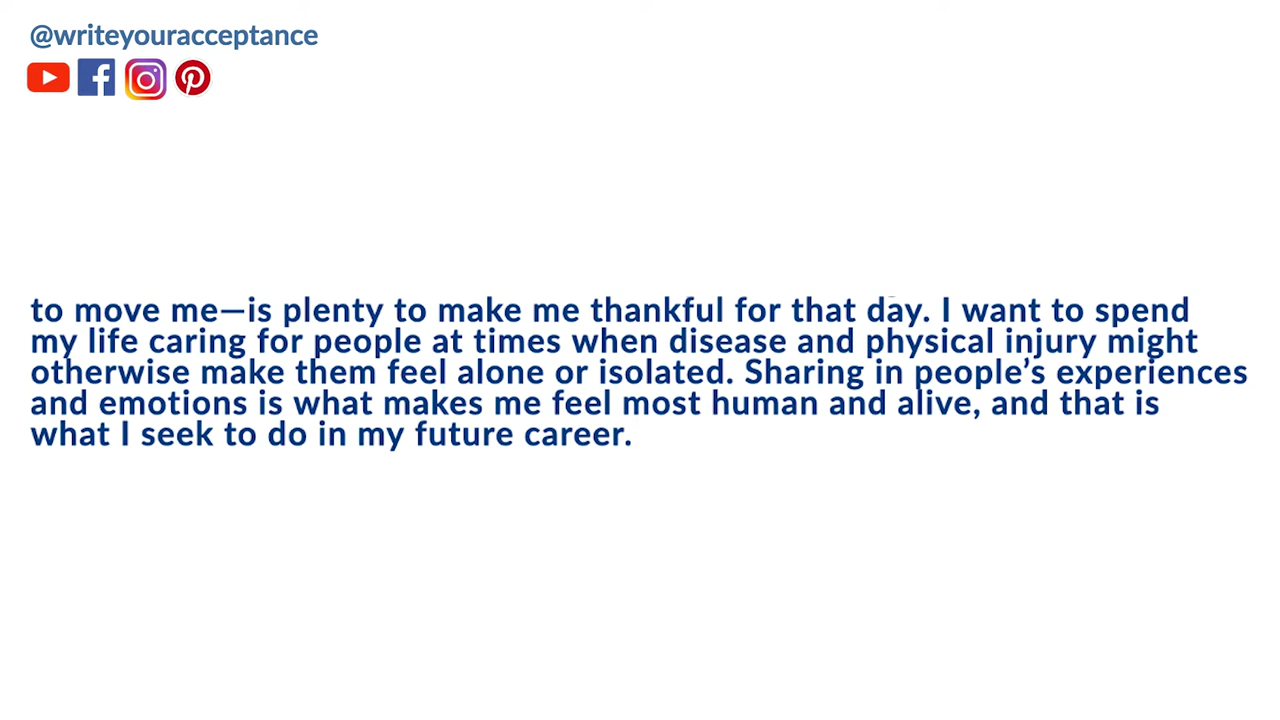 @writeyouracceptance
to move me—is plenty to make me thankful for that day. I want to spend
my life caring for people at times when disease and physical injury might
otherwise make them feel alone or isolated. Sharing in people’s experiences
and emotions is what makes me feel most human and alive, and that is
what I seek to do in my future career.